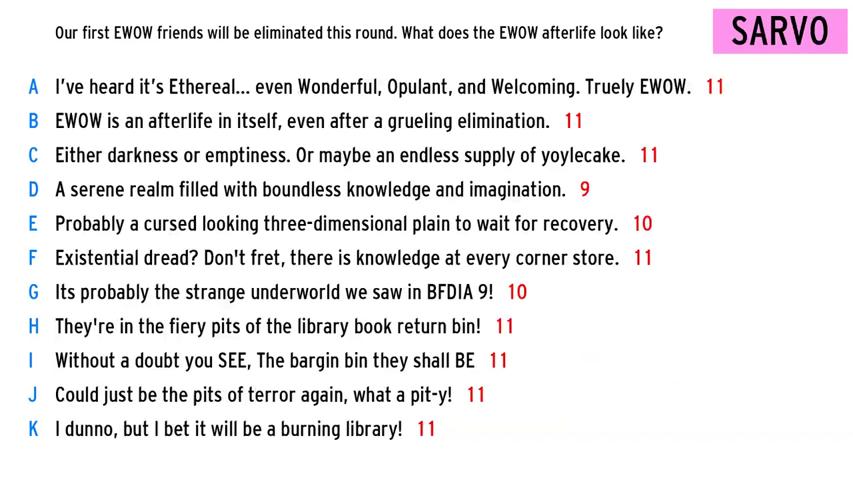 Our first EWOW friends will be eliminated this round. What does the EWOW afterlife look like?
SARVO
A I've heard it's Ethereal... even Wonderful, Opulant, and Welcoming. Truely EWOW. 11
B EWOW is an afterlife in itself, even after a grueling elimination. 11
C Either darkness or emptiness. Or maybe an endless supply of yoylecake. 11
D A serene realm filled with boundless knowledge and imagination. 9
E Probably a cursed looking three-dimensional plain to wait for recovery. 10
F Existential dread? Don't fret, there is knowledge at every corner store. 11
G Its probably the strange underworld we saw in BFDIA 9! 10
H They're in the fiery pits of the library book return bin! 11
I Without a doubt you SEE, The bargin bin they shall BE 11
J Could just be the pits of terror again, what a pit-y! 11
K I dunno, but I bet it will be a burning library! 11